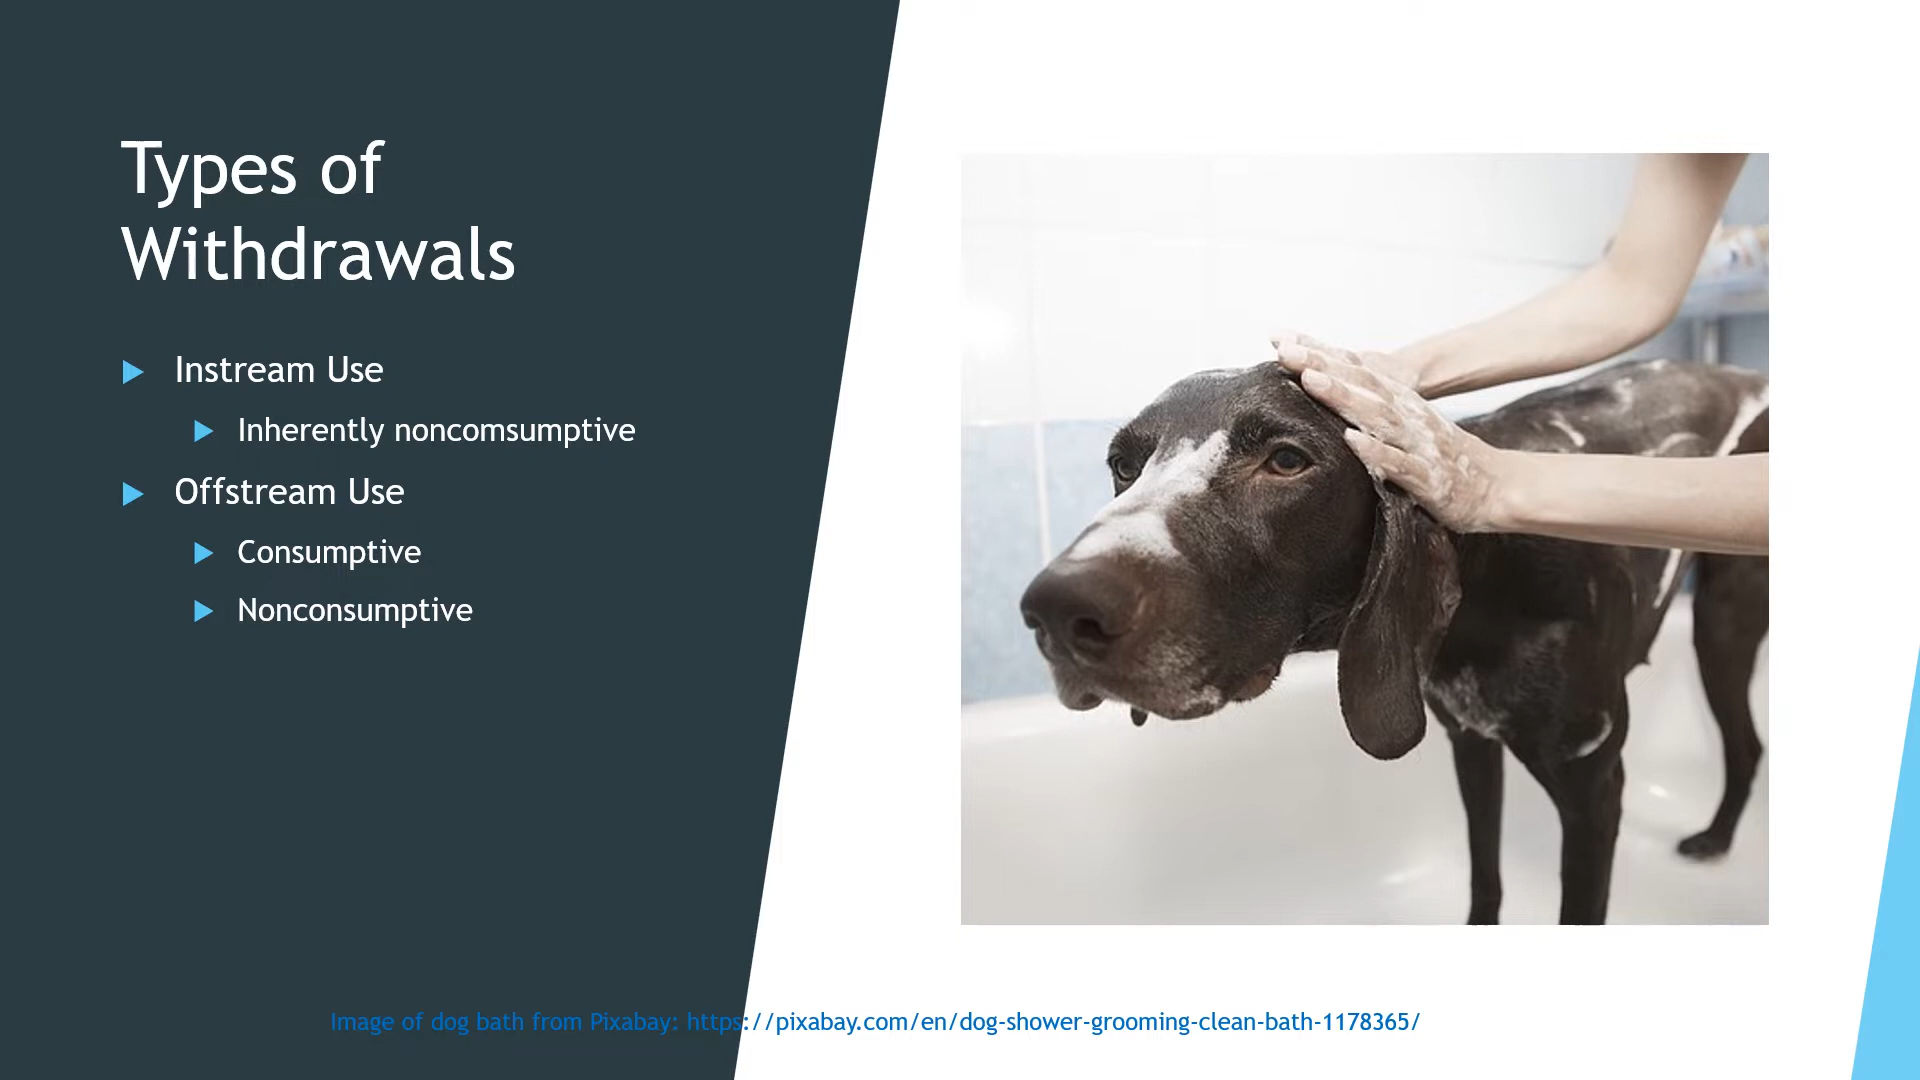 Types of
Withdrawals
Instream Use
Inherently noncomsumptive
Offstream Use
Consumptive
Nonconsumptive
Image of dog bath from Pixabay: https://pixabay.com/en/dog-shower-grooming-clean-bath-1178365/